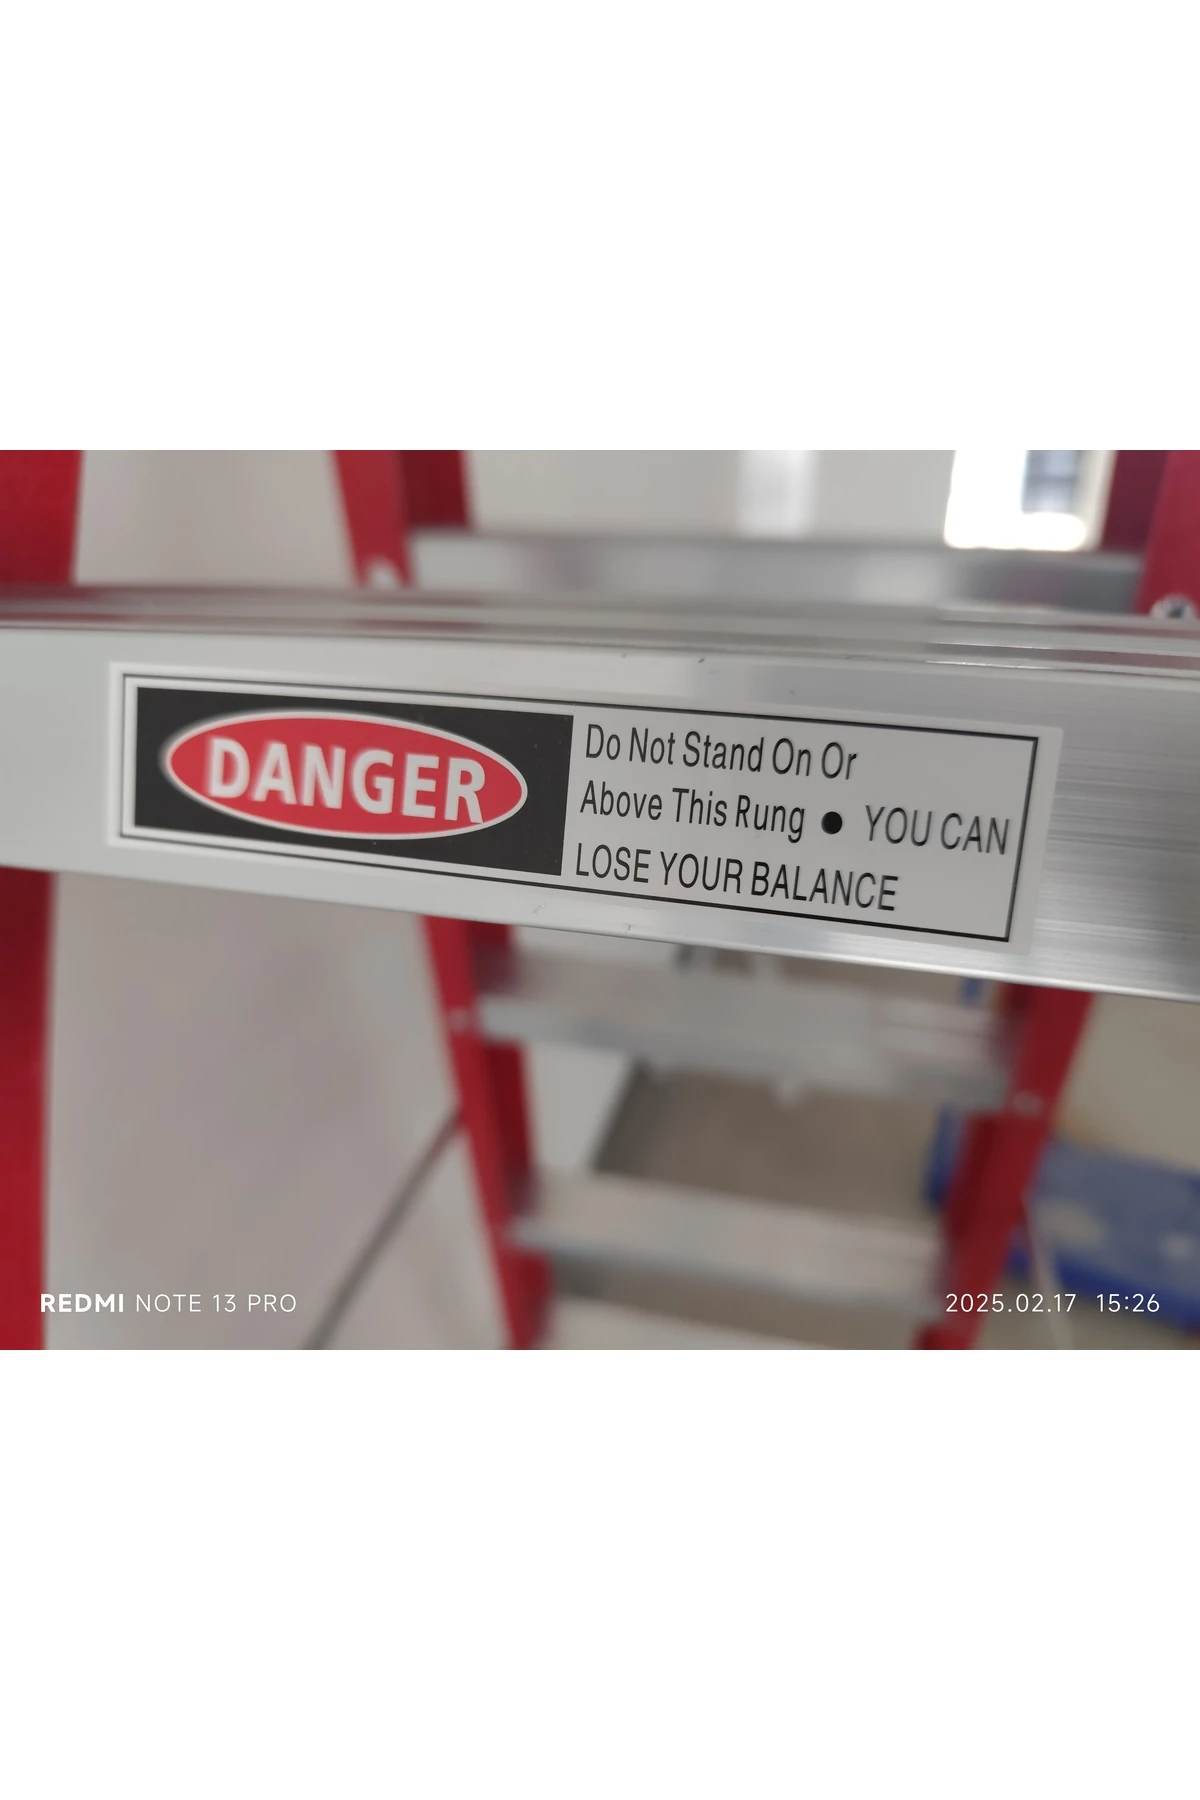 DANGER
Do Not Stand On Or
Above This Rung ● YOU CAN
LOSE YOUR BALANCE
REDMI NOTE 13 PRO
2025.02.17 15:26